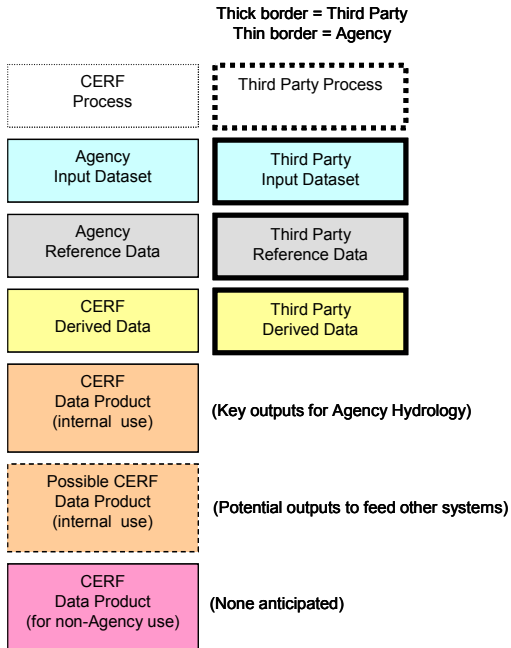 Thick border = Third Party
Thin border = Agency
CERF
Process
Third Party Process
Agency
Input Dataset
Third Party
Input Dataset
Agency
Reference Data
Third Party
Reference Data
CERF
Derived Data
Third Party
Derived Data
CERF
Data Product
(internal use)
(Key outputs for Agency Hydrology)
Possible CERF
Data Product
(internal use)
(Potential outputs to feed other systems)
CERF
Data Product
(for non-Agency use)
(None anticipated)